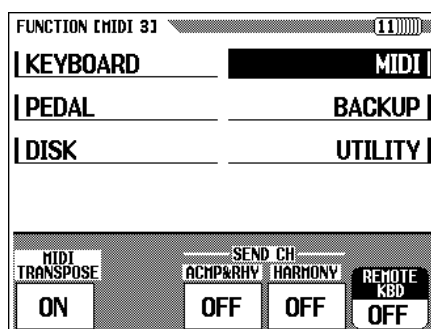 FUNCTION [MIDI 3] 11
KEYBOARD MIDI
PEDAL BACKUP
DISK UTILITY
SEND CH
MIDI TRANSPOSE ACMP&RHY HARMONY REMOTE KBD
ON OFF OFF OFF